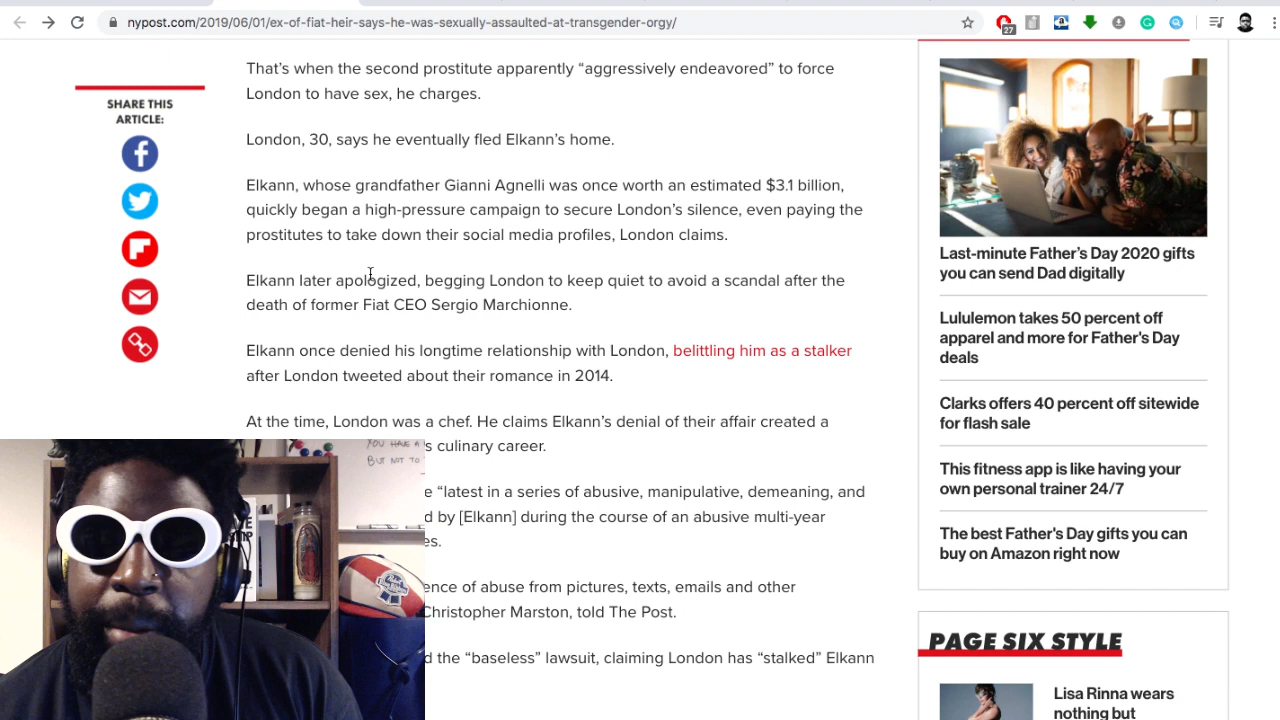 nypost.com/2019/06/01/ex-of-fiat-heir-says-he-was-sexually-assaulted-at-transgender-orgy/
27
SHARE THIS
ARTICLE:
That’s when the second prostitute apparently “aggressively endeavored” to force
London to have sex, he charges.
London, 30, says he eventually fled Elkann’s home.
Elkann, whose grandfather Gianni Agnelli was once worth an estimated $3.1 billion,
quickly began a high-pressure campaign to secure London’s silence, even paying the
prostitutes to take down their social media profiles, London claims.
Elkann later apologized, begging London to keep quiet to avoid a scandal after the
death of former Fiat CEO Sergio Marchionne.
Elkann once denied his longtime relationship with London, belittling him as a stalker
after London tweeted about their romance in 2014.
At the time, London was a chef. He claims Elkann’s denial of their affair created a
s culinary career.
e “latest in a series of abusive, manipulative, demeaning, and
d by [Elkann] during the course of an abusive multi-year
es.
ence of abuse from pictures, texts, emails and other
Christopher Marston, told The Post.
d the “baseless” lawsuit, claiming London has “stalked” Elkann
Last-minute Father’s Day 2020 gifts
you can send Dad digitally
Lululemon takes 50 percent off
apparel and more for Father's Day
deals
Clarks offers 40 percent off sitewide
for flash sale
This fitness app is like having your
own personal trainer 24/7
The best Father's Day gifts you can
buy on Amazon right now
PAGE SIX STYLE
Lisa Rinna wears
nothing but
YOU HAVE A
BUT NOT TO